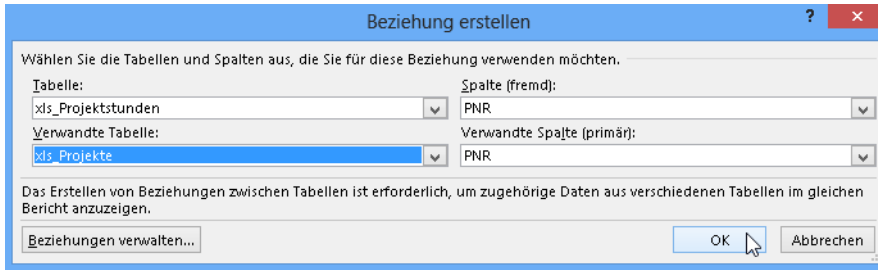 Beziehung erstellen
?
Wählen Sie die Tabellen und Spalten aus, die Sie für diese Beziehung verwenden möchten.
Tabelle:
Spalte (fremd):
xls_Projektstunden
PNR
Verwandte Tabelle:
Verwandte Spalte (primär):
xls_Projekte
PNR
Das Erstellen von Beziehungen zwischen Tabellen ist erforderlich, um zugehörige Daten aus verschiedenen Tabellen im gleichen
Bericht anzuzeigen.
Beziehungen verwalten...
OK
Abbrechen